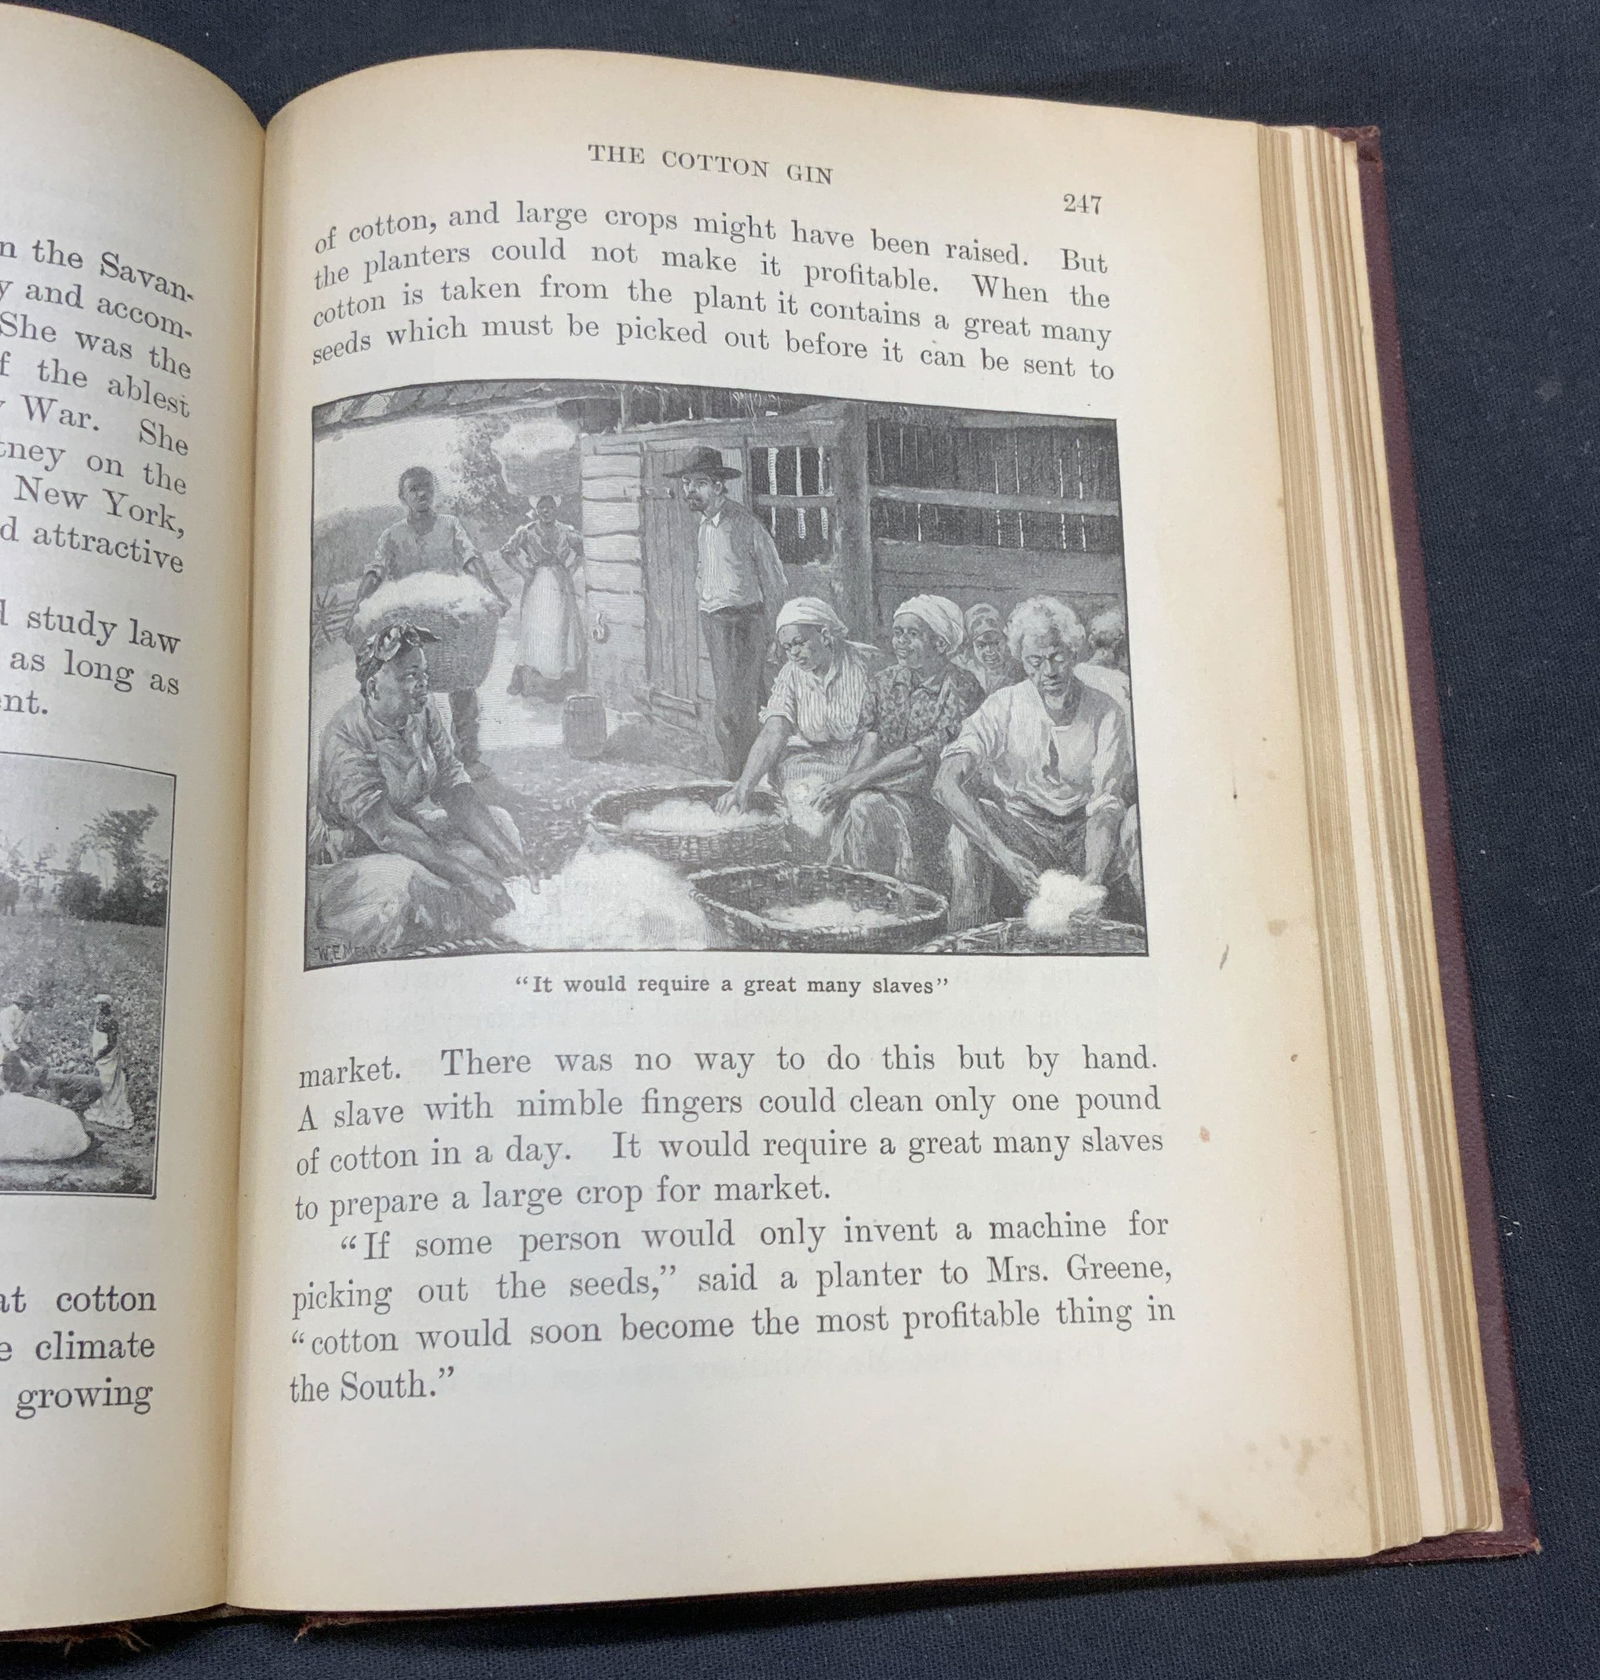 n the Savan-
y and accom-
She was the
f the ablest
y War. She
tney on the
New York,
d attractive
study law
as long as
ent.
at cotton
e climate
growing
THE COTTON GIN
247
of cotton, and large crops might have been raised. But
the planters could not make it profitable. When the
cotton is taken from the plant it contains a great many
seeds which must be picked out before it can be sent to
W.E.MEARS
"It would require a great many slaves"
market. There was no way to do this but by hand.
A slave with nimble fingers could clean only one pound
of cotton in a day. It would require a great many slaves
to prepare a large crop for market.
"If some person would only invent a machine for
picking out the seeds," said a planter to Mrs. Greene,
"cotton would soon become the most profitable thing in
the South."